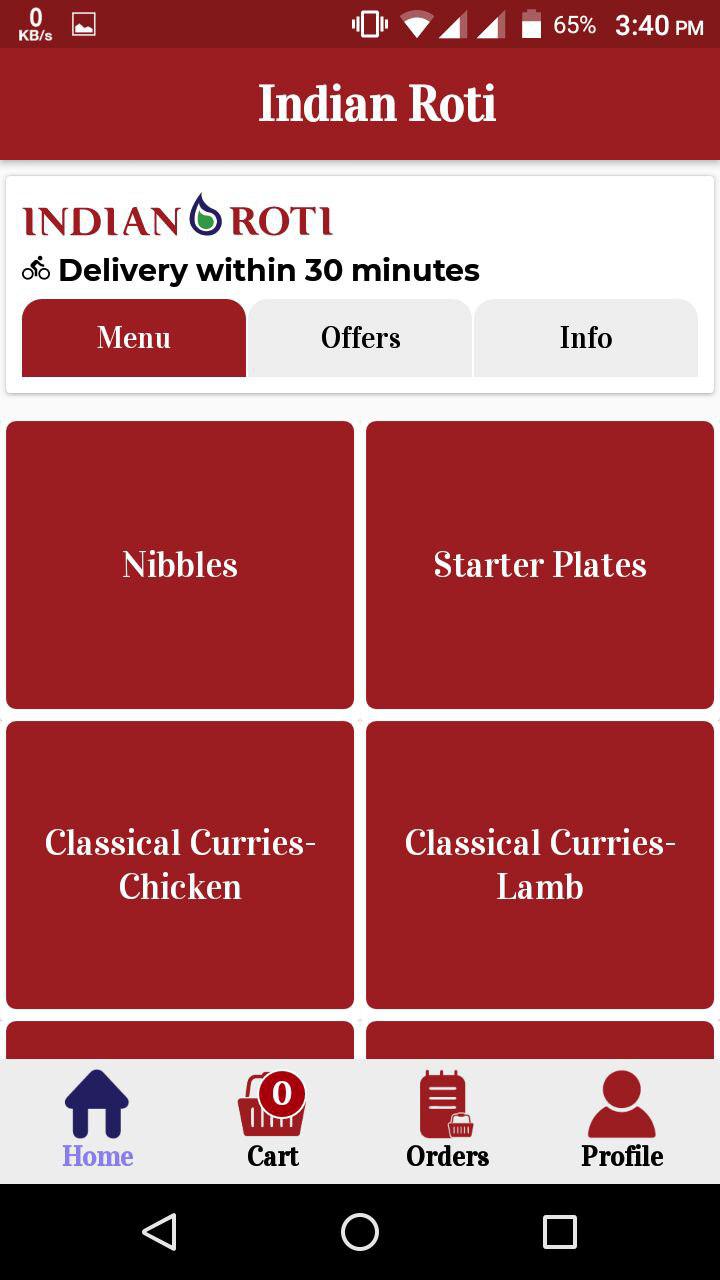 0
KB/s
65%
3:40 PM
Indian Roti
INDIAN ROTI
Delivery within 30 minutes
Menu
Offers
Info
Nibbles
Starter Plates
Classical Curries-
Chicken
Classical Curries-
Lamb
0
Home
Cart
Orders
Profile